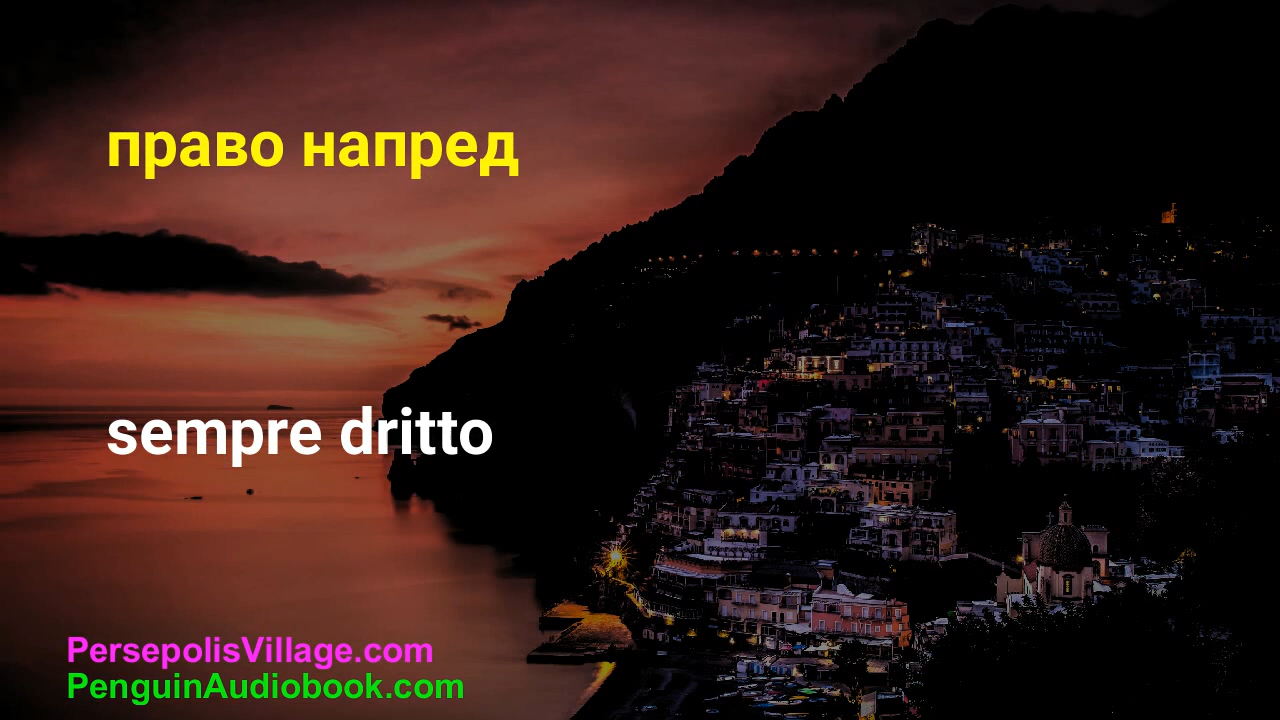 право напред
sempre dritto
PersepolisVillage.com
PenguinAudiobook.com